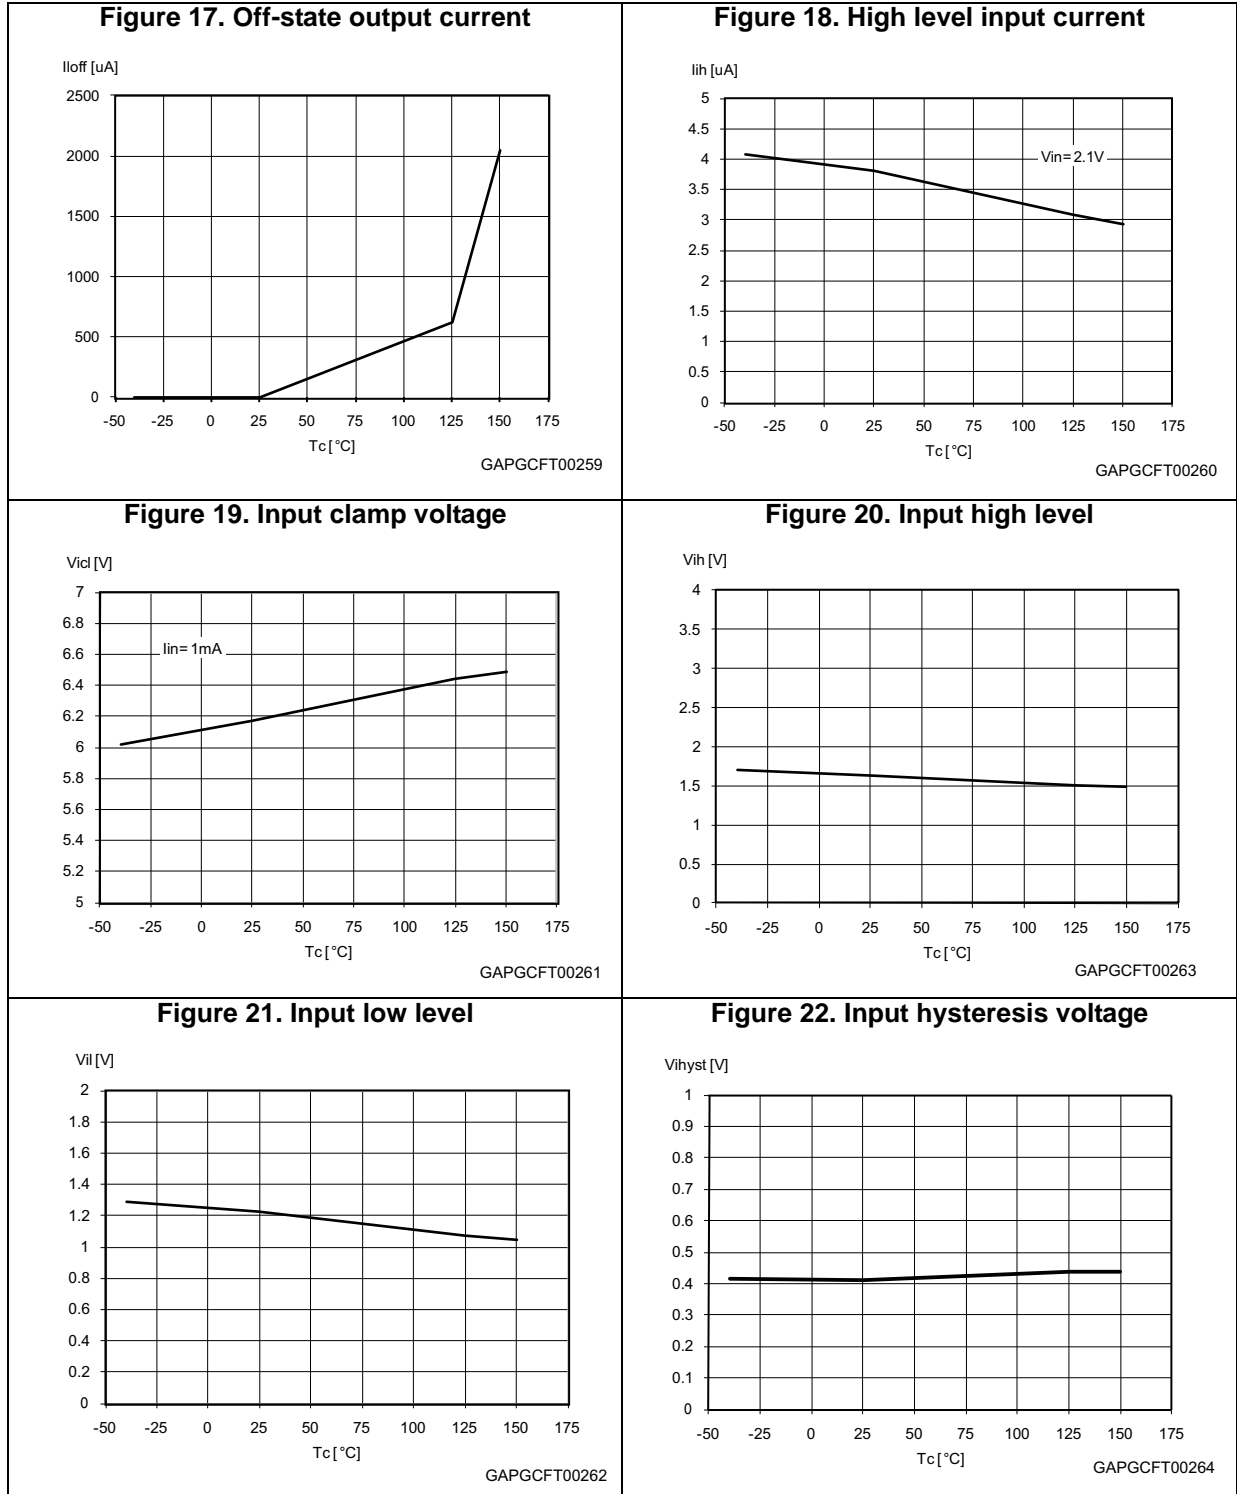 Figure 17. Off-state output current
Iloff [uA]
2500
2000
1500
1000
500
0
-50 -25 0 25 50 75 100 125 150 175
Tc [°C]
GAPGCFT00259
Figure 18. High level input current
Iih [uA]
5
4.5
4
3.5
3
2.5
2
1.5
1
0.5
0
Vin= 2.1V
-50 -25 0 25 50 75 100 125 150 175
Tc [°C]
GAPGCFT00260
Figure 19. Input clamp voltage
Vicl [V]
7
6.8
6.6
6.4
6.2
6
5.8
5.6
5.4
5.2
5
Iin= 1mA
-50 -25 0 25 50 75 100 125 150 175
Tc [°C]
GAPGCFT00261
Figure 20. Input high level
Vih [V]
4
3.5
3
2.5
2
1.5
1
0.5
0
-50 -25 0 25 50 75 100 125 150 175
Tc [°C]
GAPGCFT00263
Figure 21. Input low level
Vil [V]
2
1.8
1.6
1.4
1.2
1
0.8
0.6
0.4
0.2
0
-50 -25 0 25 50 75 100 125 150 175
Tc [°C]
GAPGCFT00262
Figure 22. Input hysteresis voltage
Vihyst [V]
1
0.9
0.8
0.7
0.6
0.5
0.4
0.3
0.2
0.1
0
-50 -25 0 25 50 75 100 125 150 175
Tc [°C]
GAPGCFT00264